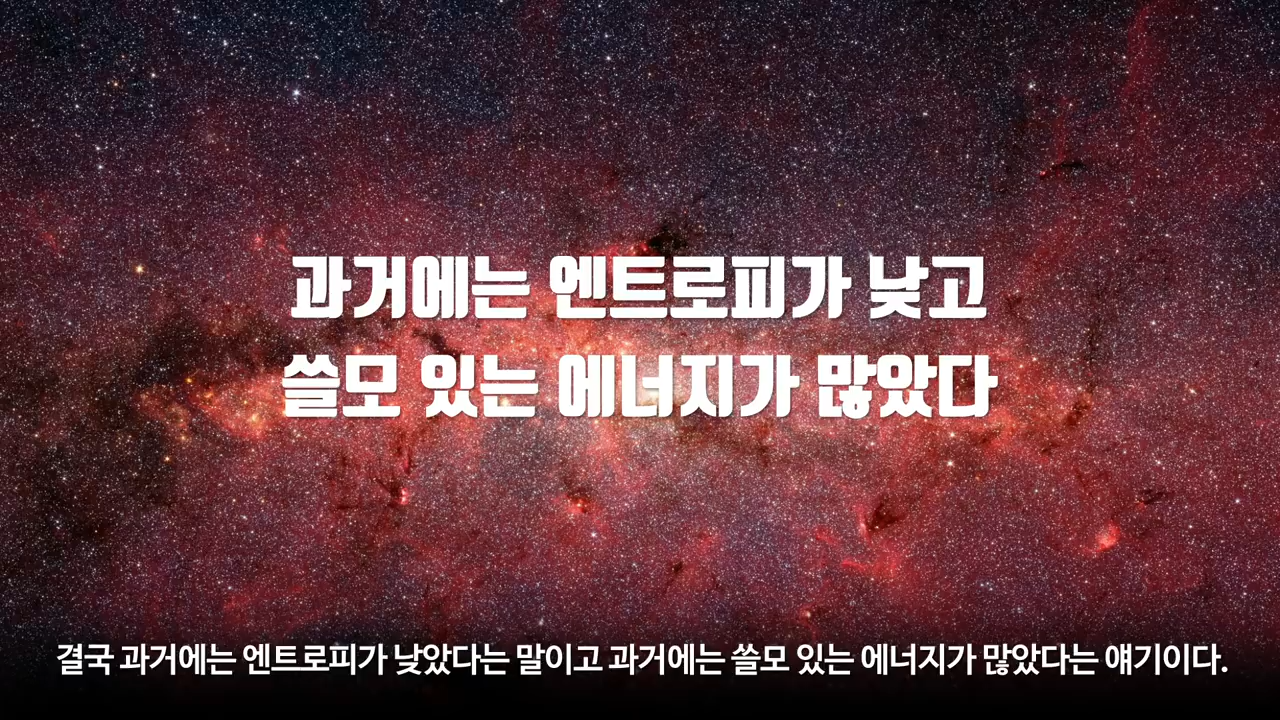 과거에는 엔트로피가 낮고
쓸모 있는 에너지가 많았다
결국 과거에는 엔트로피가 낮았다는 말이고 과거에는 쓸모 있는 에너지가 많았다는 얘기이다.